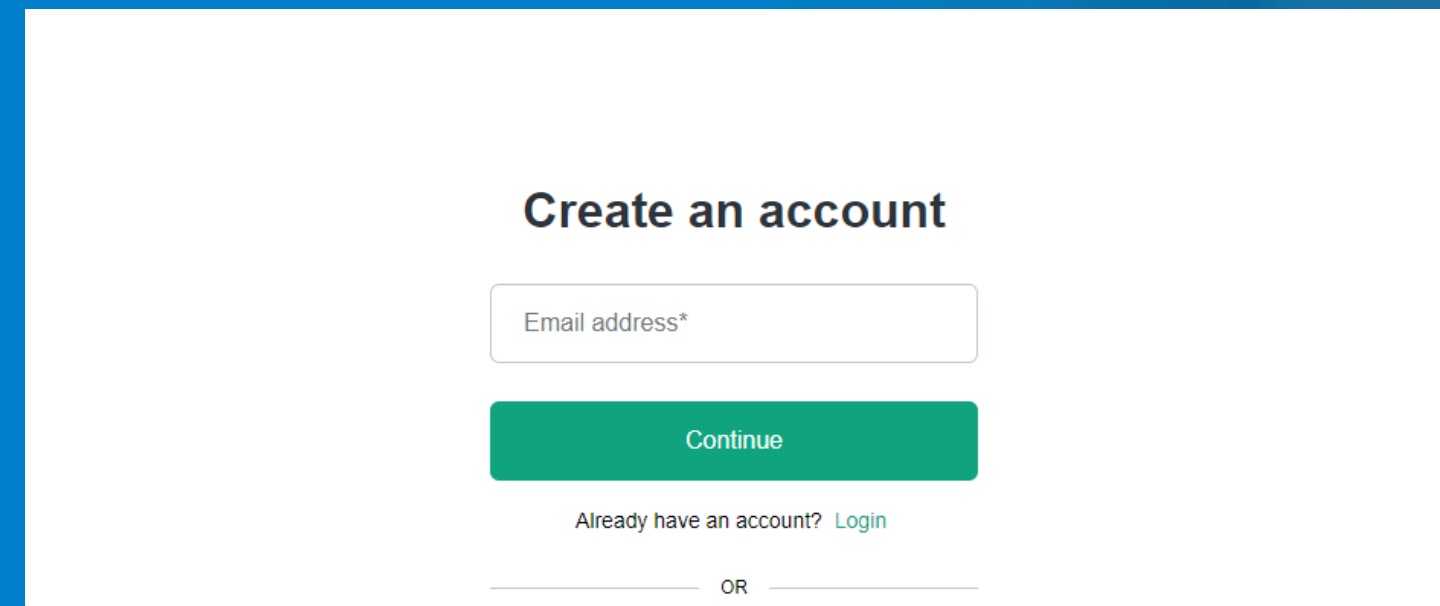 Create an account
Email address*
Continue
Already have an account? Login
OR